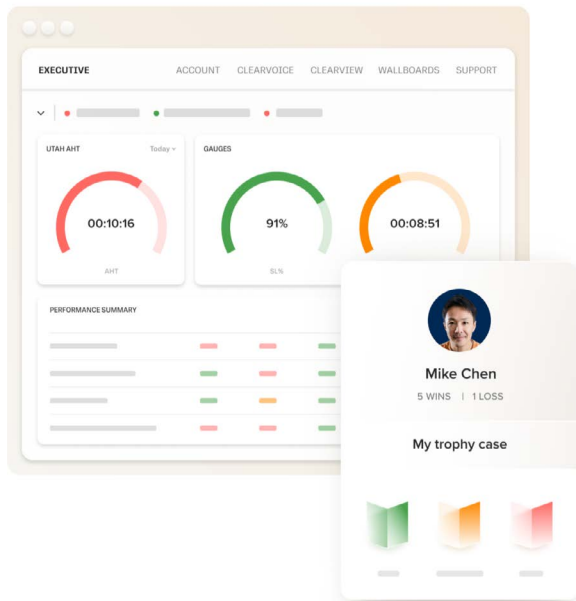 EXECUTIVE ACCOUNT CLEARVOICE CLEARVIEW WALLBOARDS SUPPORT
UTAH AHT Today
GAUGES
00:10:16
91%
00:08:51
AHT
SL%
PERFORMANCE SUMMARY
Mike Chen
5 WINS | 1 LOSS
My trophy case